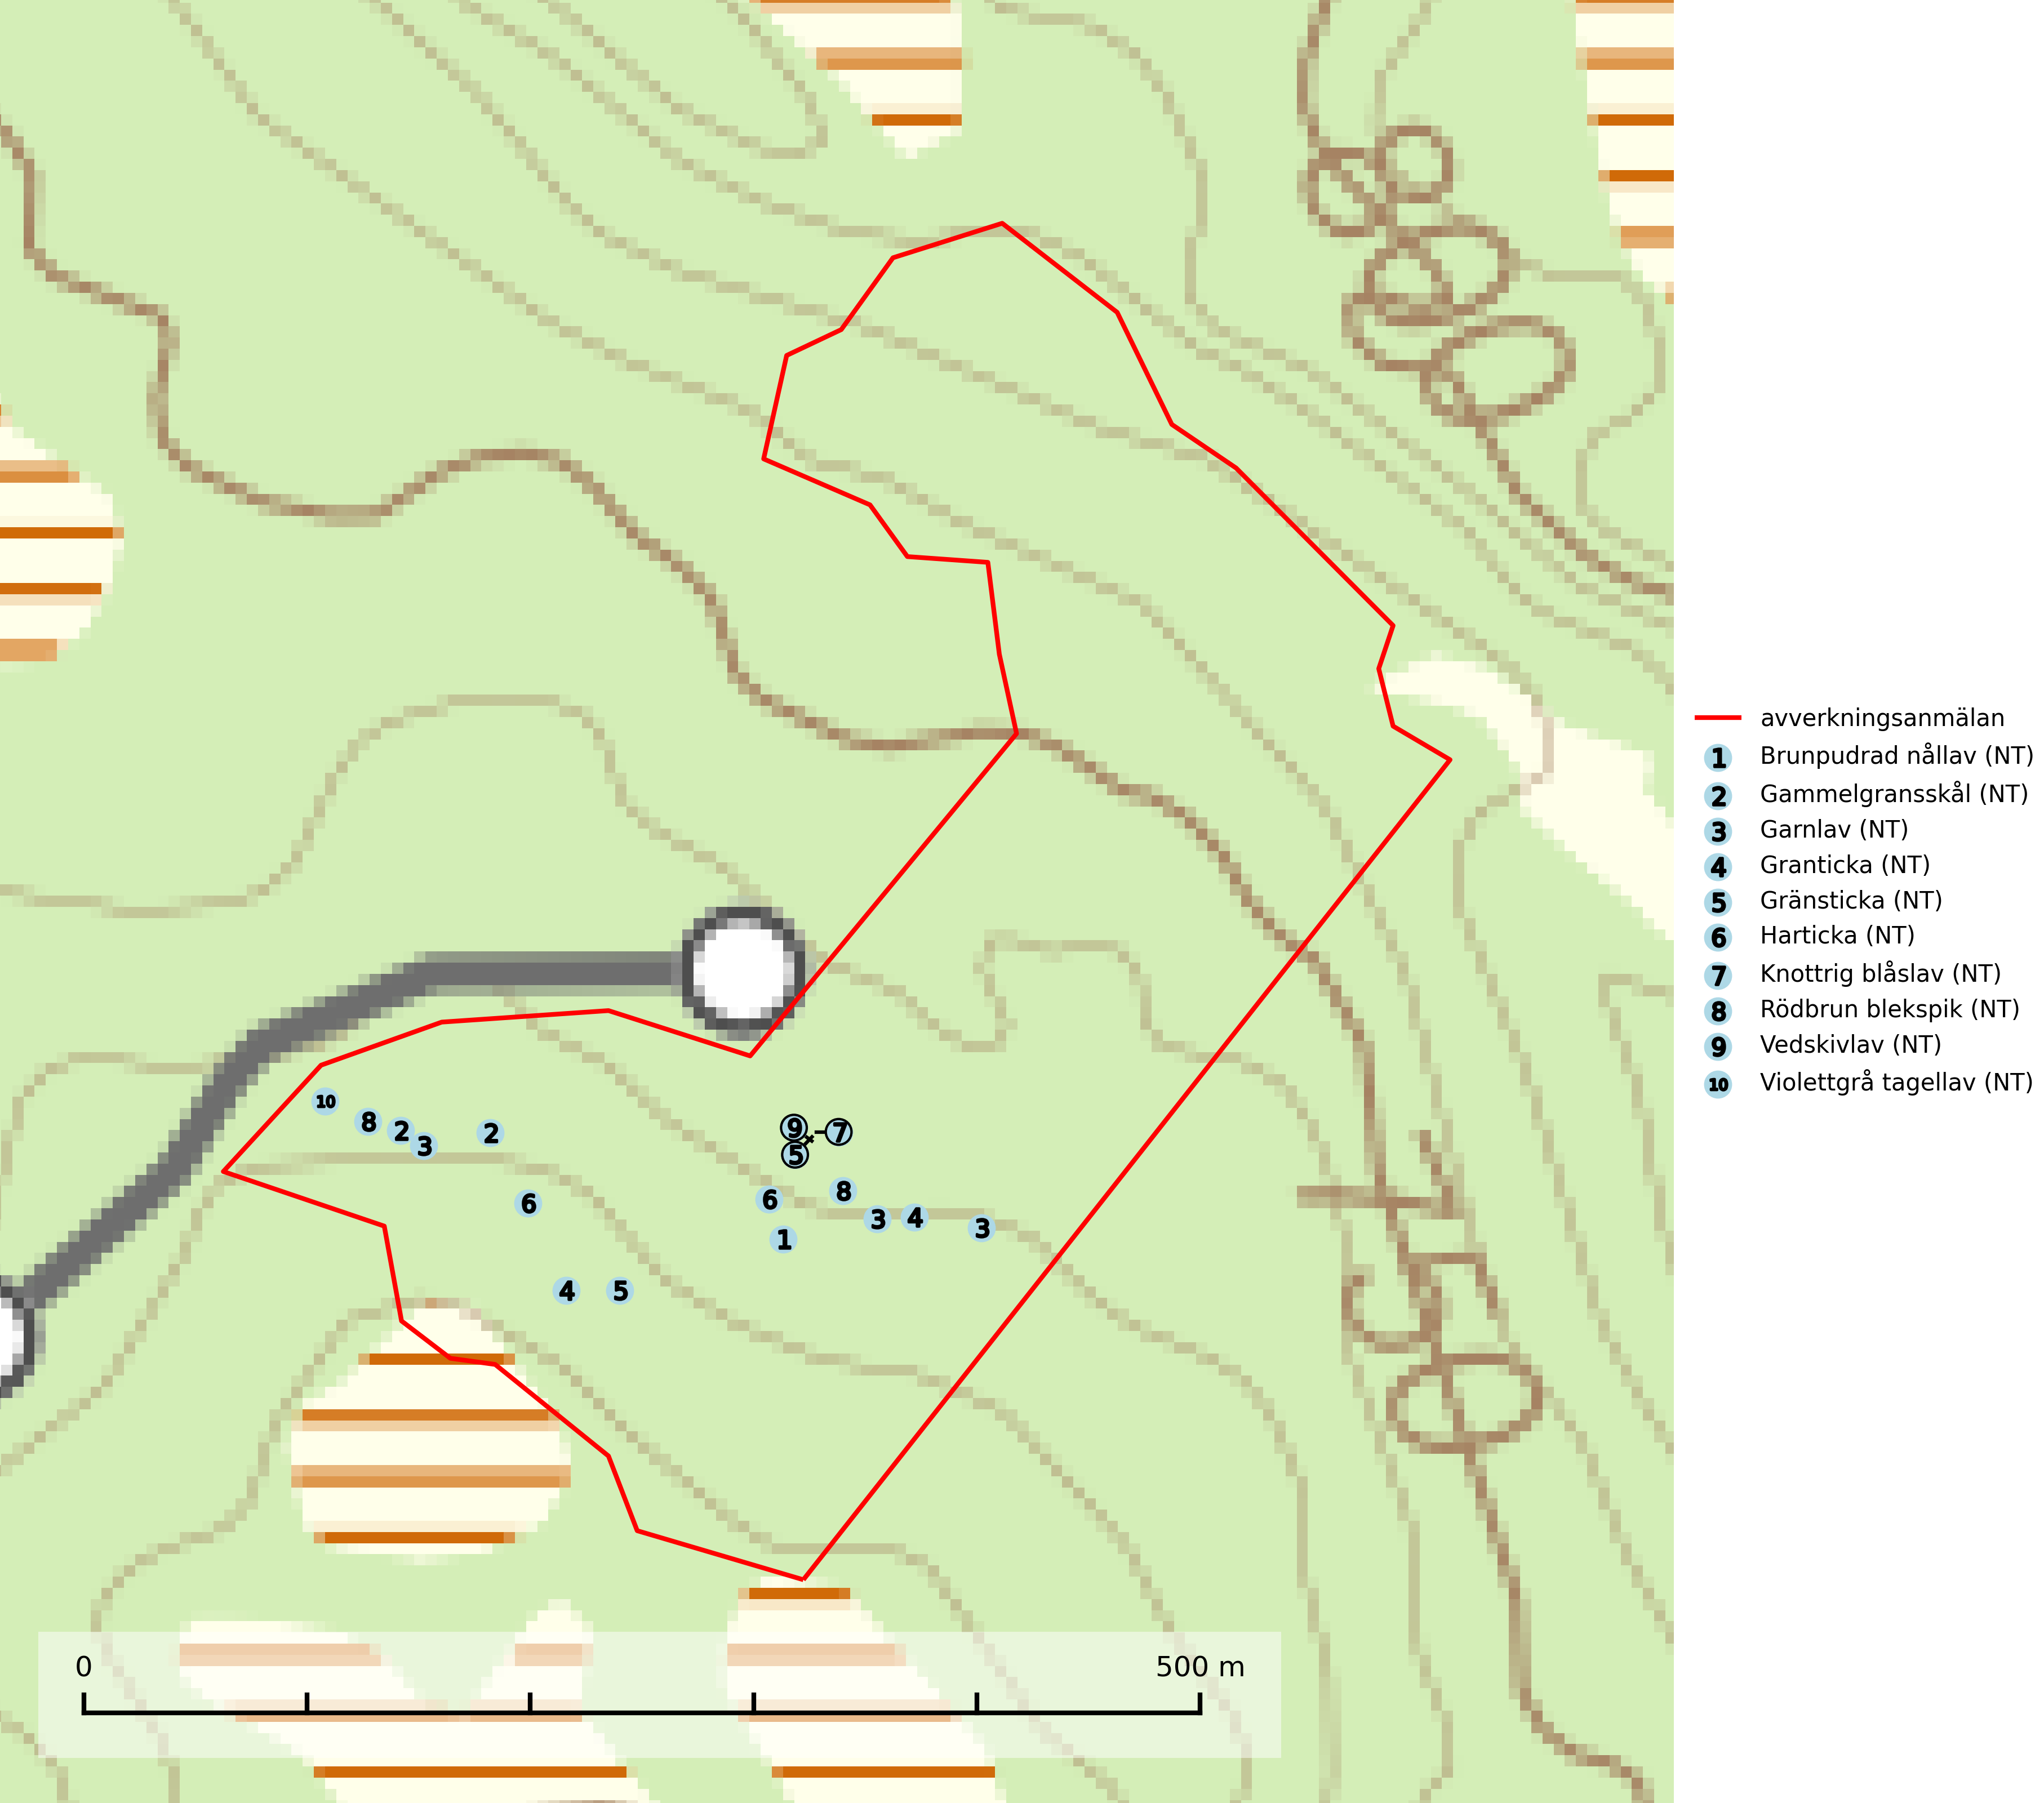 avverkningsanmälan
1 Brunpudrad nållav (NT)
2 Gammelgransskål (NT)
3 Garnlav (NT)
4 Granticka (NT)
5 Gränsticka (NT)
6 Harticka (NT)
7 Knottrig blåslav (NT)
8 Rödbrun blekspik (NT)
9 Vedskivlav (NT)
10 Violettgrå tagellav (NT)
10
8
2
3
2
9
7
5
6
6
8
3
4
3
1
4
5
0
500 m